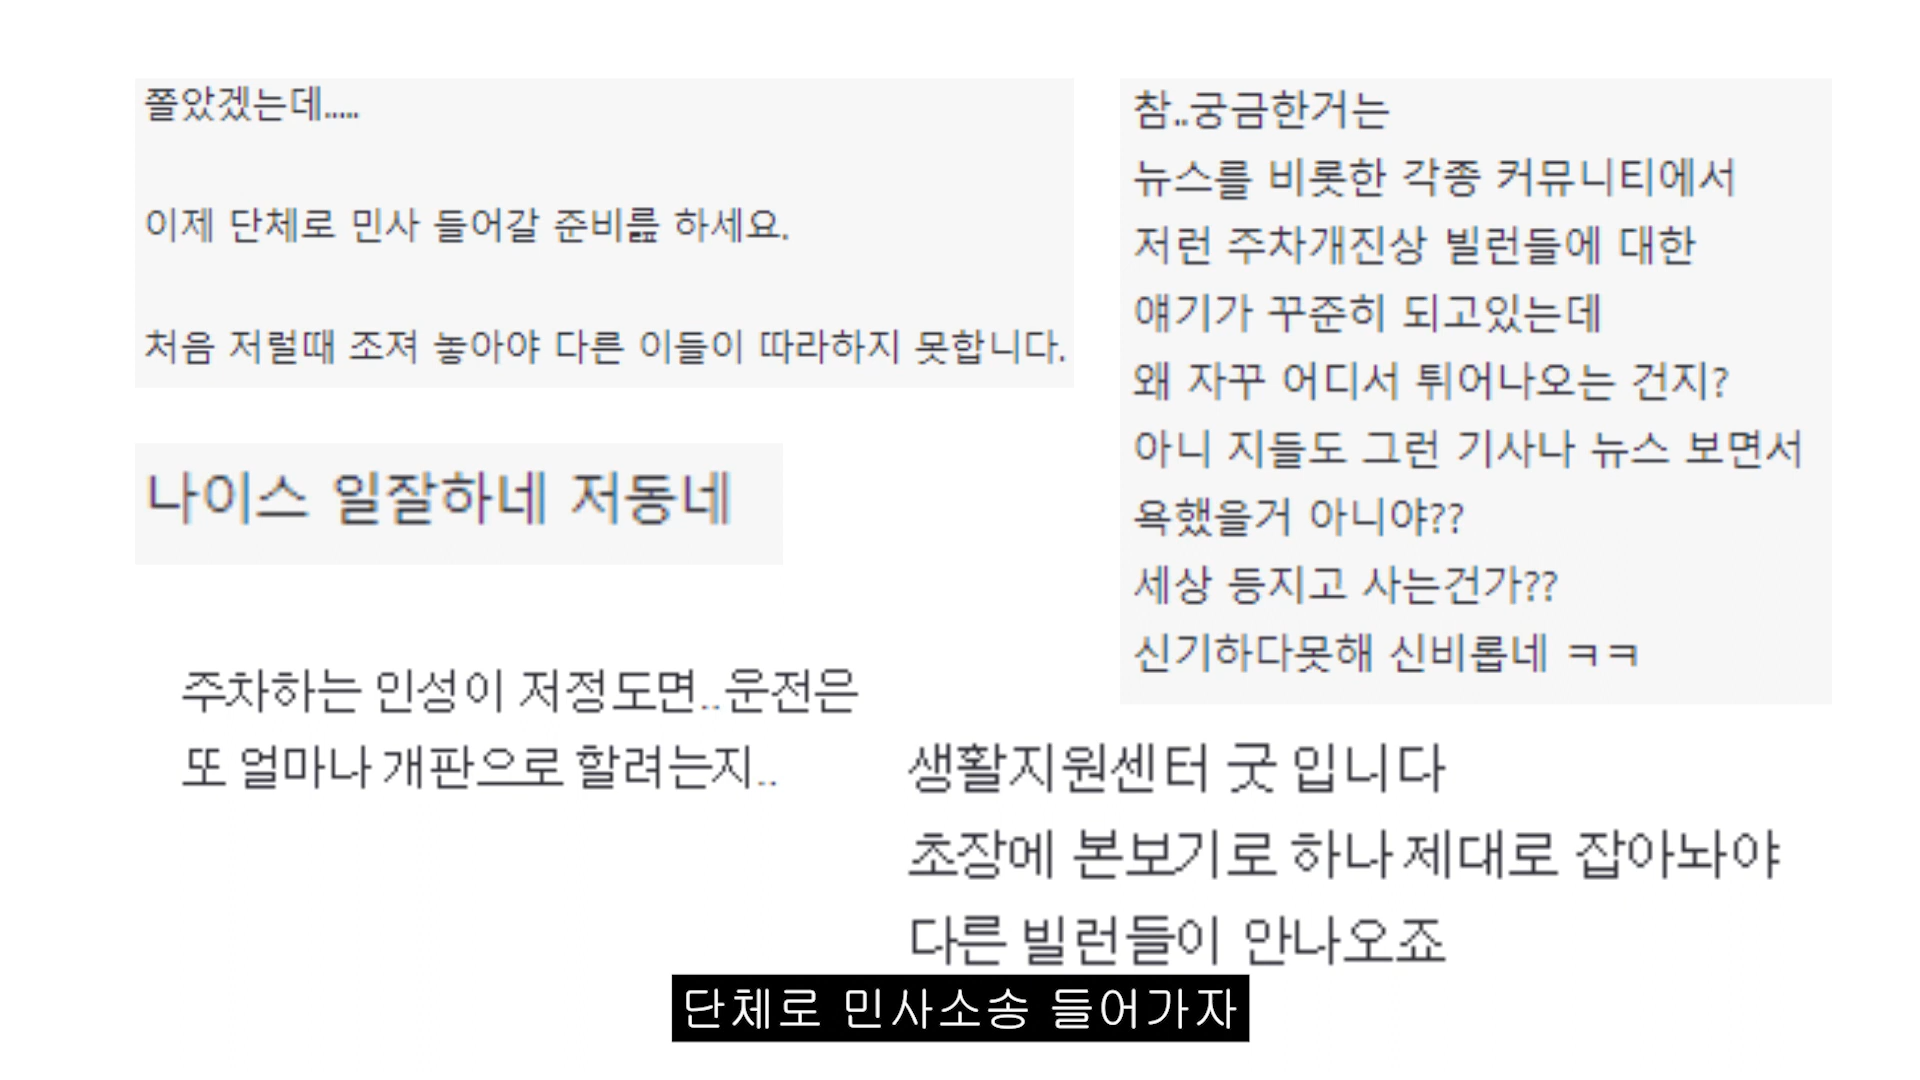 쫄았겠는데.....
이제 단체로 민사 들어갈 준비륾 하세요.
처음 저럴때 조져 놓아야 다른 이들이 따라하지 못합니다.
나이스 일잘하네 저동네
주차하는 인성이 저정도면..운전은
또 얼마나 개판으로 할려는지..
참..궁금한거는
뉴스를 비롯한 각종 커뮤니티에서
저런 주차개진상 빌런들에 대한
얘기가 꾸준히 되고있는데
왜 자꾸 어디서 튀어나오는 건지?
아니 지들도 그런 기사나 뉴스 보면서
욕했을거 아니야??
세상 등지고 사는건가??
신기하다못해 신비롭네 ㅋㅋ
생활지원센터 굿 입니다
초장에 본보기로 하나 제대로 잡아놔야
다른 빌런들이 안나오죠
단체로 민사소송 들어가자